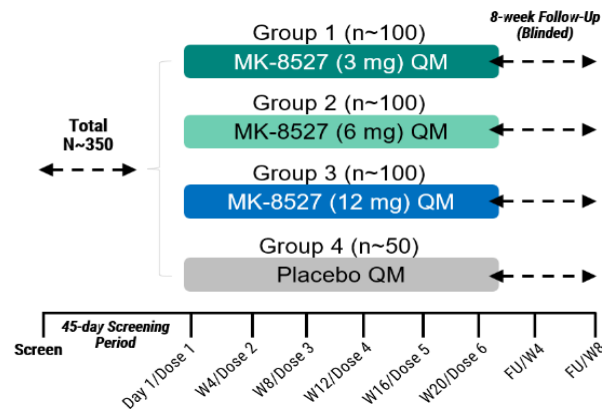 8-week Follow-Up
(Blinded)
Group 1 (n~100)
MK-8527 (3 mg) QM
Total
N~350
Group 2 (n~100)
MK-8527 (6 mg) QM
Group 3 (n~100)
MK-8527 (12 mg) QM
Group 4 (n~50)
Placebo QM
45-day Screening
Period
Screen
Day 1/Dose 1
W4/Dose 2
W8/Dose 3
W12/Dose 4
W16/Dose 5
W20/Dose 6
FU/W4
FU/W8